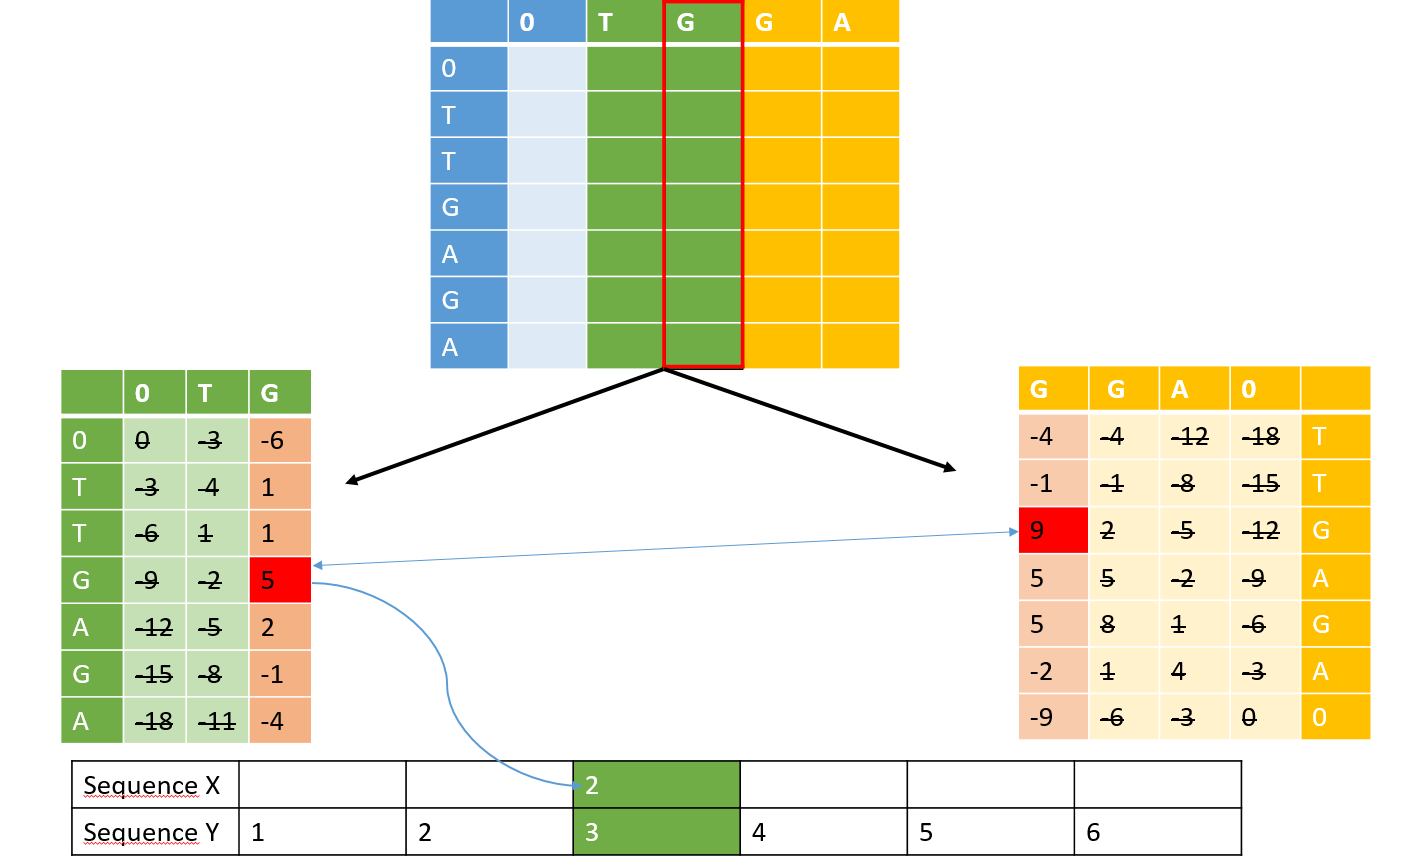 0 T G G A
0
T
T
G
A
G
A
0 T G
0 0 -3 -6
T -3 -4 1
T -6 1 1
G -9 -2 5
A -12 -5 2
G -15 -8 -1
A -18 -11 -4
G G A 0
-4 -4 -12 -18 T
-1 -1 -8 -15 T
9 2 -5 -12 G
5 5 -2 -9 A
5 8 1 -6 G
-2 1 4 -3 A
-9 -6 -3 0 0
Sequence X 2
Sequence Y 1 2 3 4 5 6